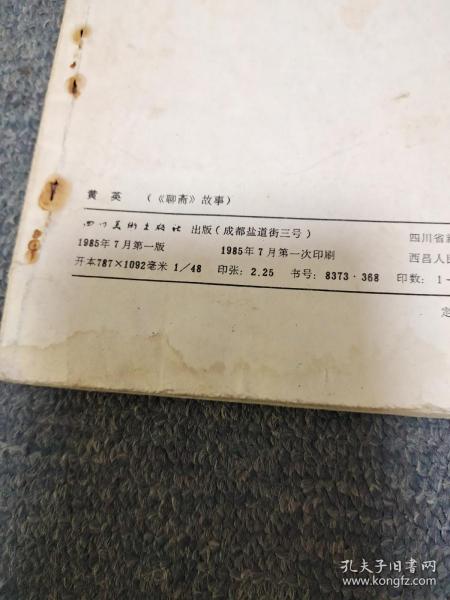 黄 英 （《聊斋》故事）
四川美术出版社 出版（成都盐道街三号） 四川省新
1985年7月第一版 1985年7月第一次印刷 西昌人民
开本787×1092毫米 1/48 印张：2.25 书号：8373·368 印数：1—
定
孔夫子旧书网
www.kongfz.com